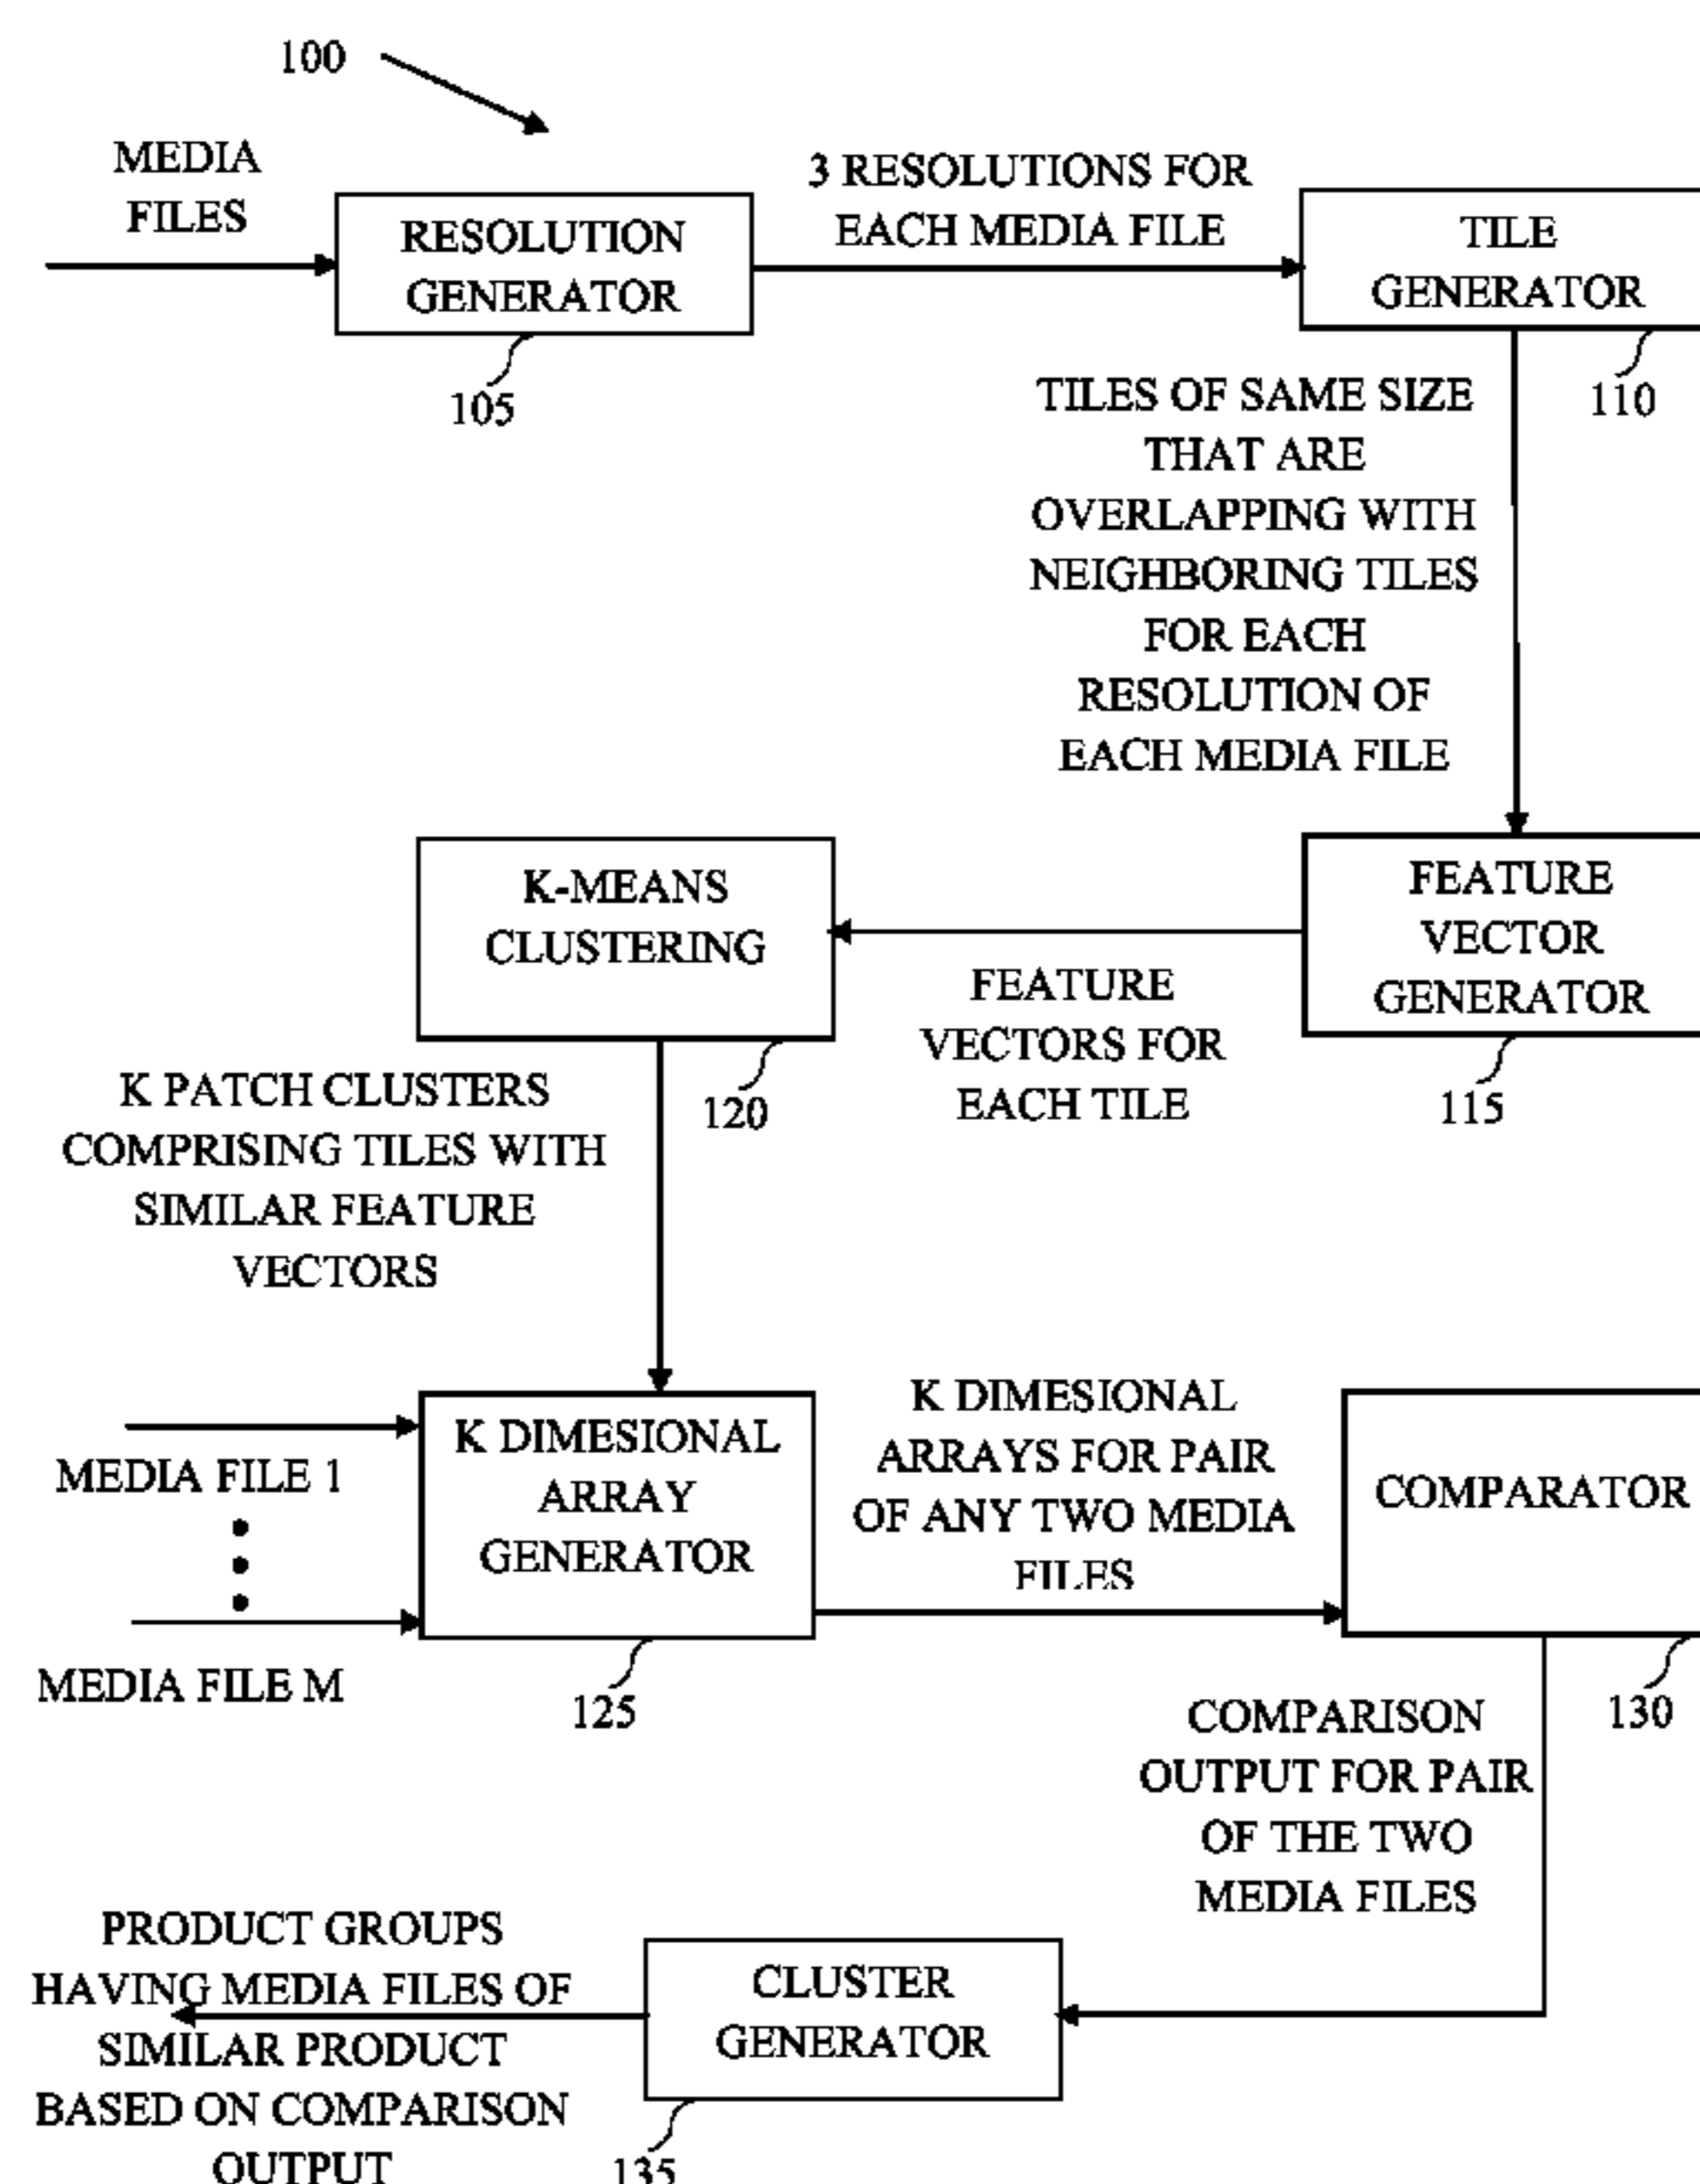 100
MEDIA
FILES
RESOLUTION
GENERATOR
105
3 RESOLUTIONS FOR
EACH MEDIA FILE
TILE
GENERATOR
110
TILES OF SAME SIZE
THAT ARE
OVERLAPPING WITH
NEIGHBORING TILES
FOR EACH
RESOLUTION OF
EACH MEDIA FILE
FEATURE
VECTOR
GENERATOR
115
FEATURE
VECTORS FOR
EACH TILE
K-MEANS
CLUSTERING
120
K PATCH CLUSTERS
COMPRISING TILES WITH
SIMILAR FEATURE
VECTORS
MEDIA FILE 1
MEDIA FILE M
K DIMESIONAL
ARRAY
GENERATOR
125
K DIMESIONAL
ARRAYS FOR PAIR
OF ANY TWO MEDIA
FILES
COMPARATOR
130
COMPARISON
OUTPUT FOR PAIR
OF THE TWO
MEDIA FILES
CLUSTER
GENERATOR
135
PRODUCT GROUPS
HAVING MEDIA FILES OF
SIMILAR PRODUCT
BASED ON COMPARISON
OUTPUT